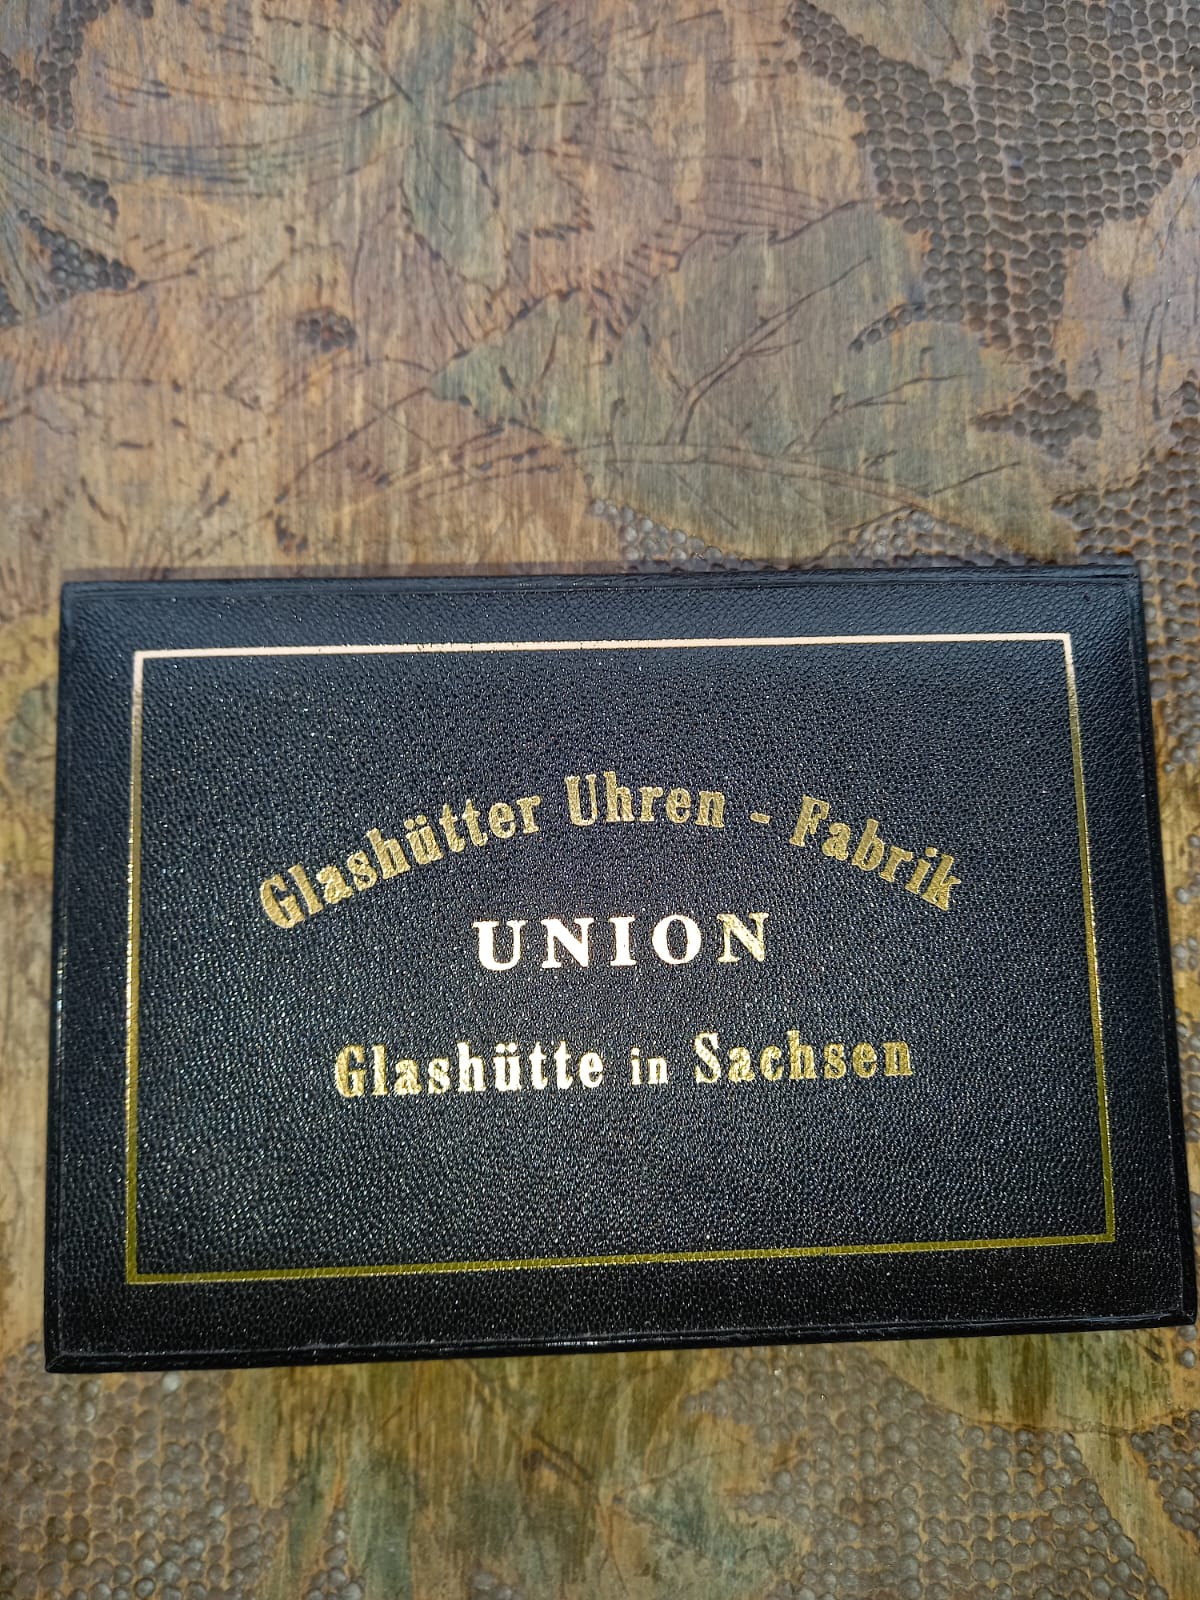 Glashütter Uhren - Fabrik
UNION
Glashütte in Sachsen